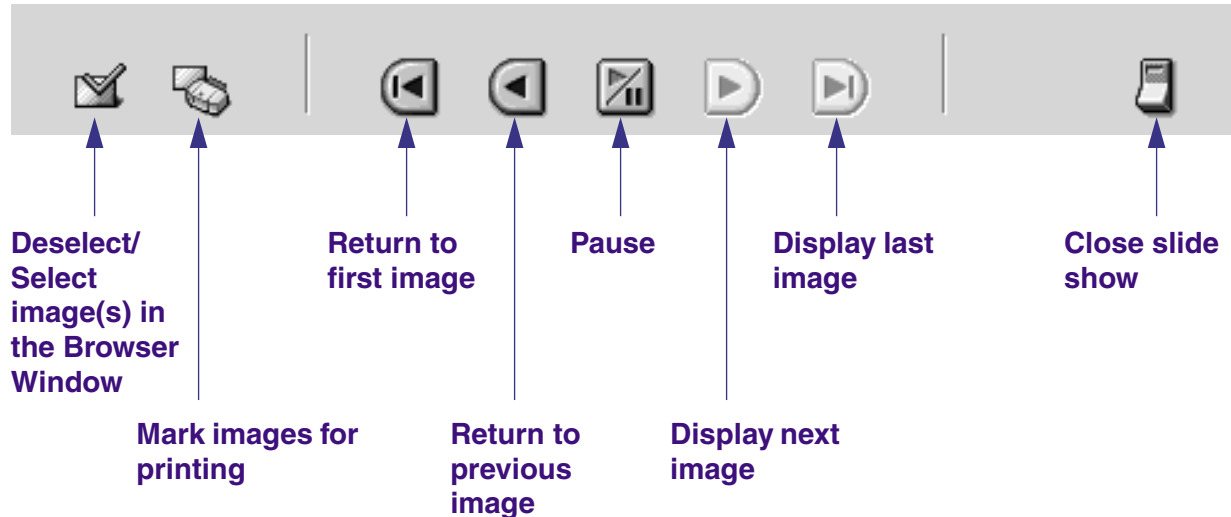 Deselect/
Select
image(s) in
the Browser
Window
Mark images for
printing
Return to
first image
Return to
previous
image
Pause
Display next
image
Display last
image
Close slide
show